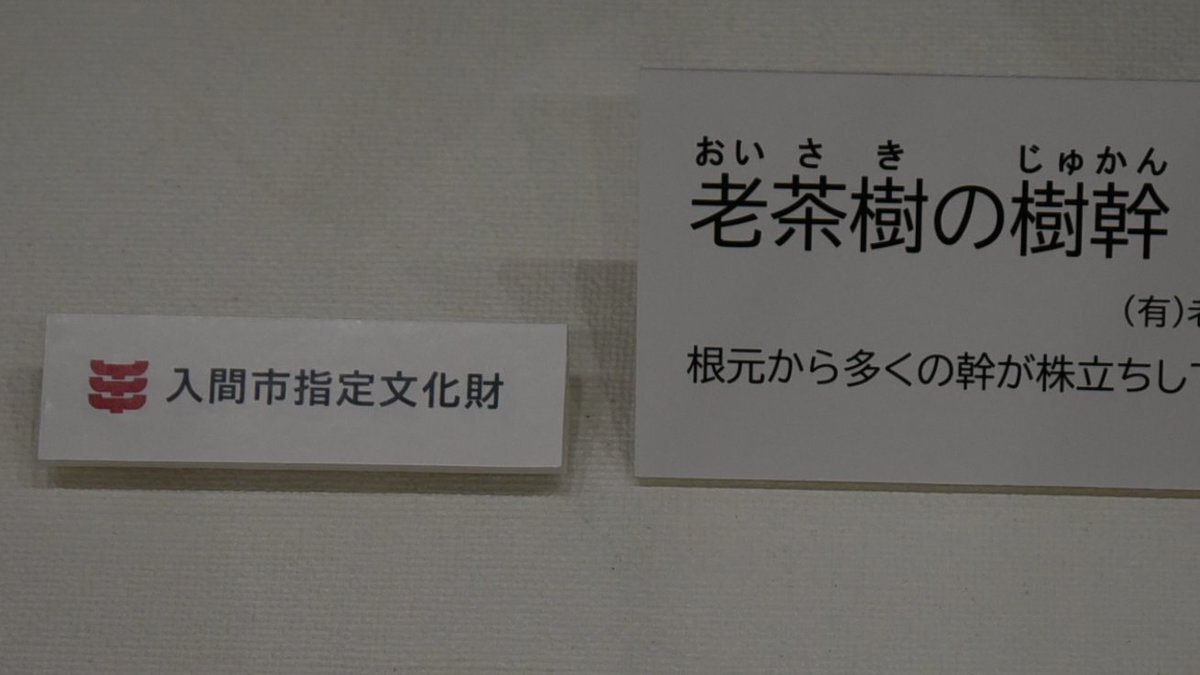 入間市指定文化財
おいさき じゅかん
老茶樹の樹幹
(有)
根元から多くの幹が株立ちし